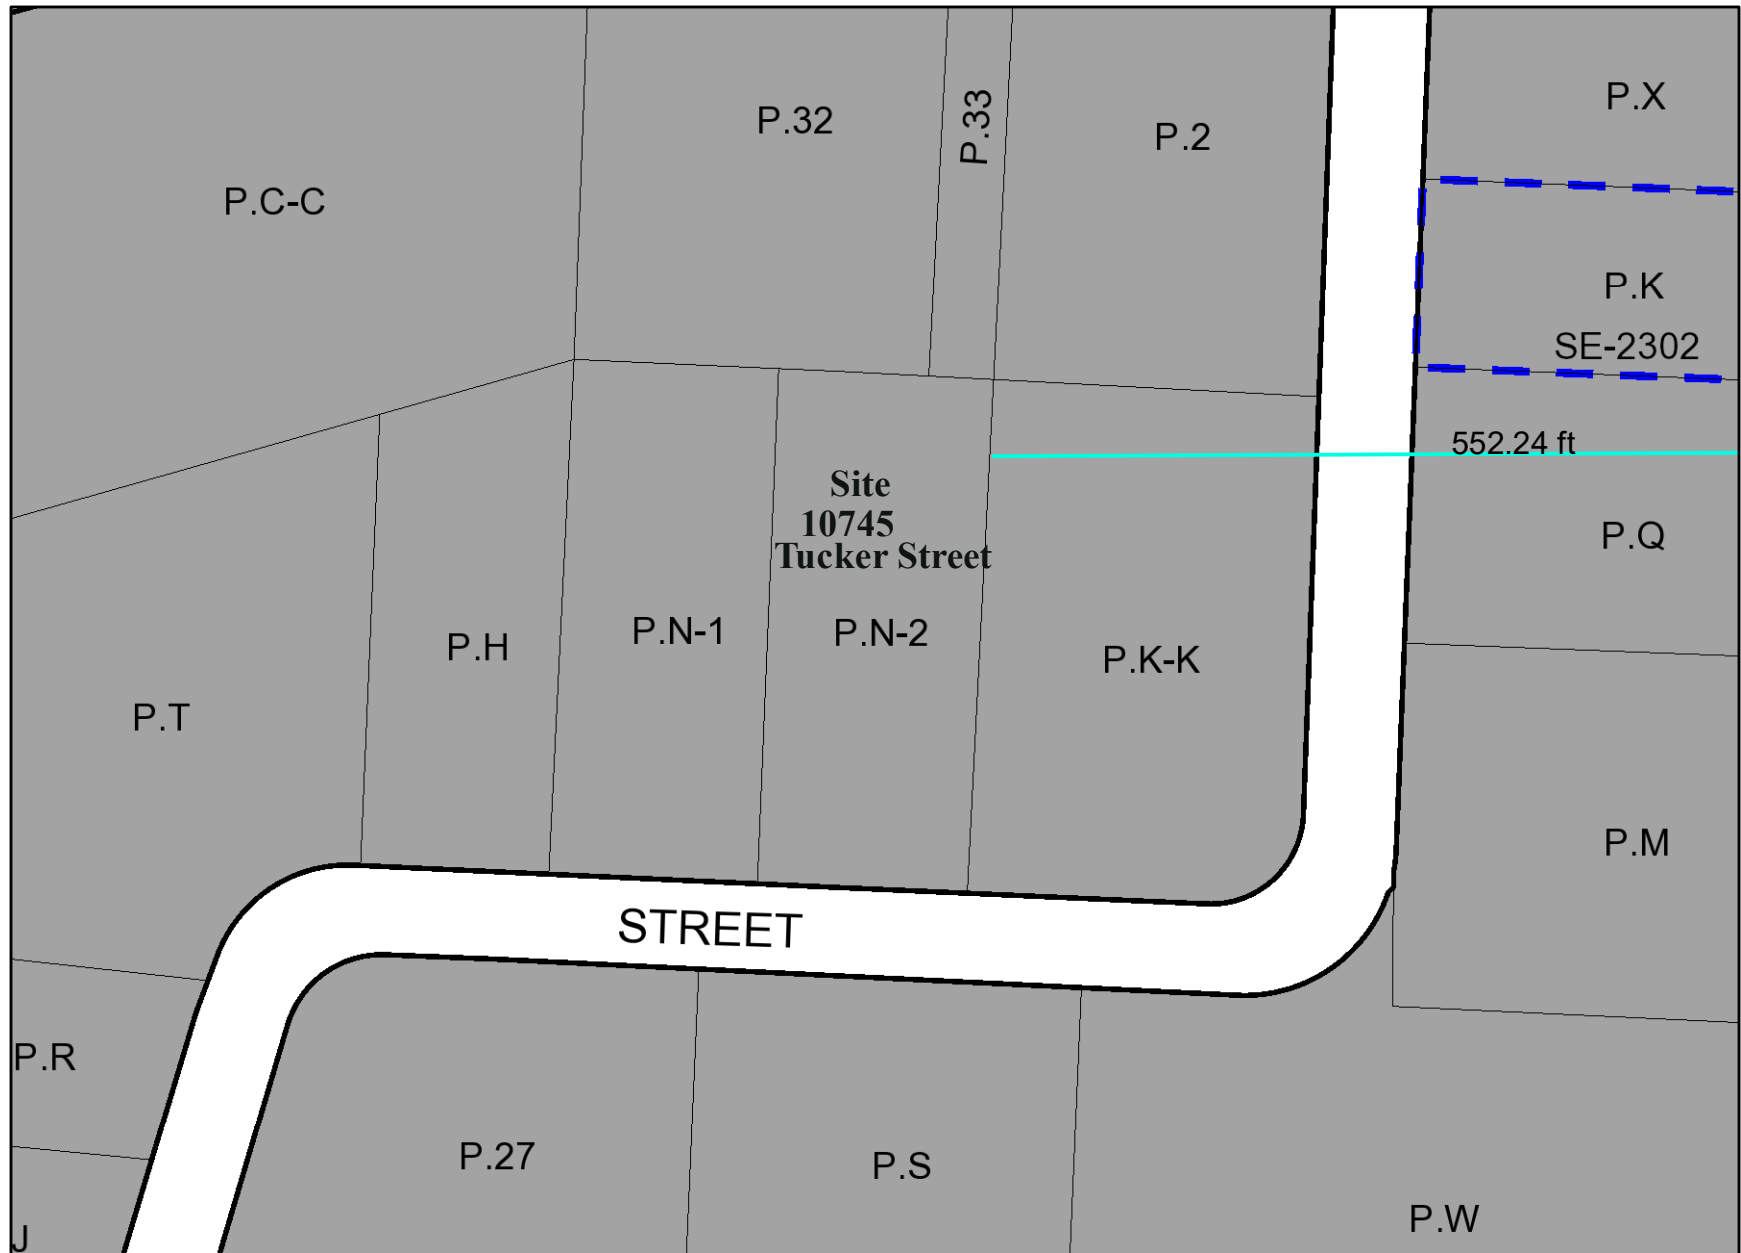 P.X
P.32
P.33
P.2
P.C-C
P.K
SE-2302
552.24 ft
Site
10745
Tucker Street
P.Q
P.N-1
P.N-2
P.H
P.K-K
P.T
P.M
STREET
P.R
P.27
P.S
P.W
J